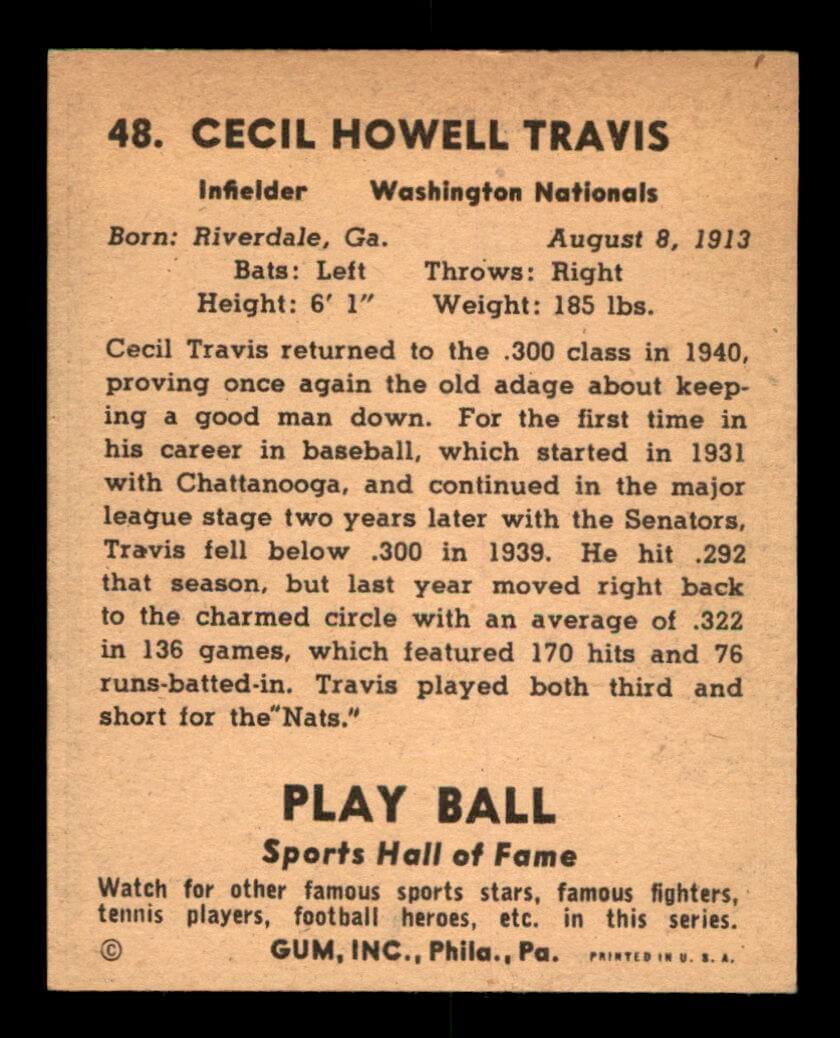 48. CECIL HOWELL TRAVIS
Infielder Washington Nationals
Born: Riverdale, Ga. August 8, 1913
Bats: Left Throws: Right
Height: 6' 1" Weight: 185 lbs.
Cecil Travis returned to the .300 class in 1940,
proving once again the old adage about keep-
ing a good man down. For the first time in
his career in baseball, which started in 1931
with Chattanooga, and continued in the major
league stage two years later with the Senators,
Travis fell below .300 in 1939. He hit .292
that season, but last year moved right back
to the charmed circle with an average of .322
in 136 games, which featured 170 hits and 76
runs-batted-in. Travis played both third and
short for the"Nats."
PLAY BALL
Sports Hall of Fame
Watch for other famous sports stars, famous fighters,
tennis players, football heroes, etc. in this series.
© GUM, INC., Phila., Pa. PRINTED IN U. S. A.